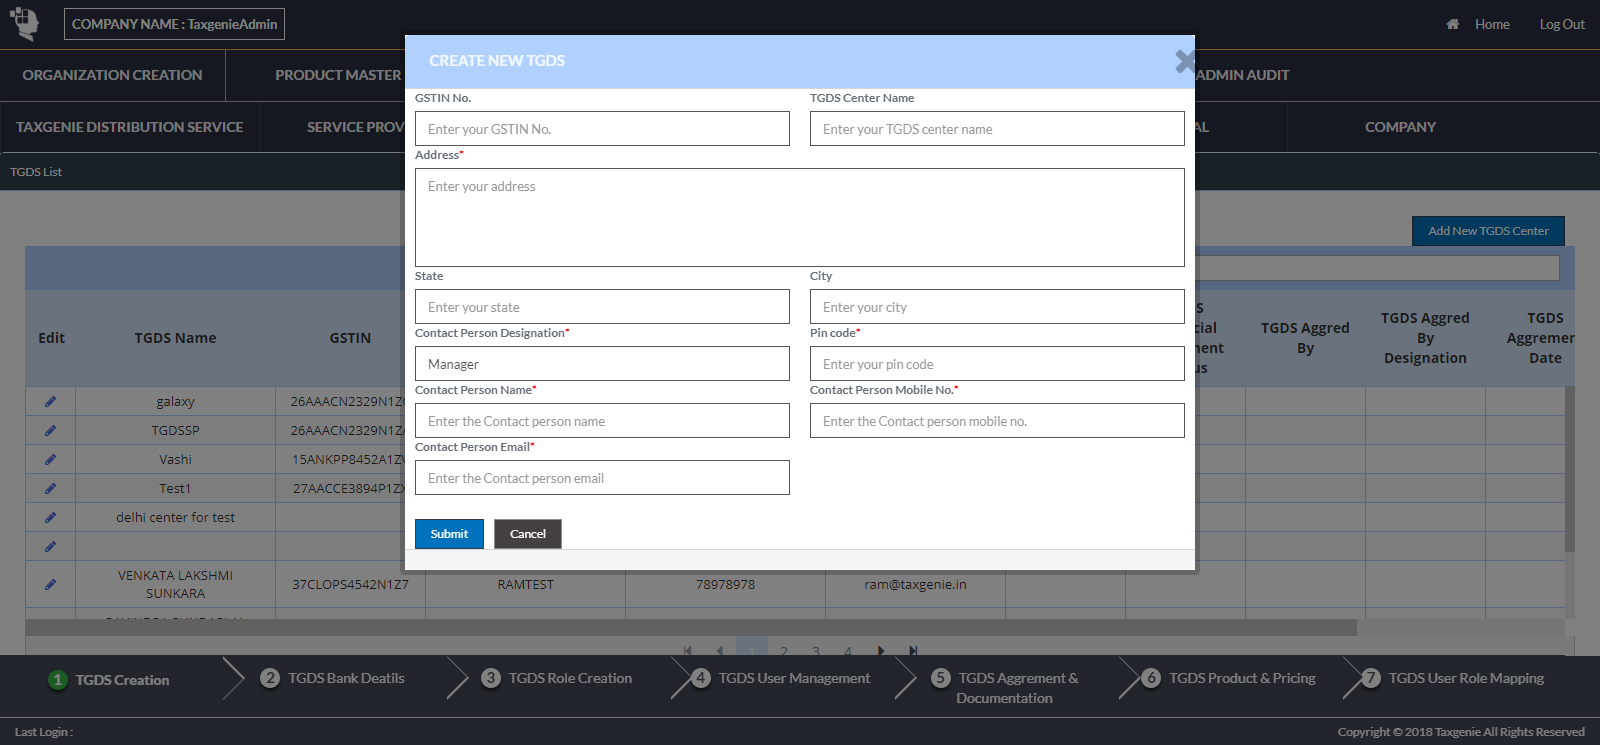 COMPANY NAME : TaxgenieAdmin
Home
Log Out
ORGANIZATION CREATION
PRODUCT MASTER
ADMIN AUDIT
TAXGENIE DISTRIBUTION SERVICE
SERVICE PROV
AL
COMPANY
TGDS List
CREATE NEW TGDS
GSTIN No.
TGDS Center Name
Enter your GSTIN No.
Enter your TGDS center name
Address*
Enter your address
State
City
Enter your state
Enter your city
Contact Person Designation*
Pin code*
Manager
Enter your pin code
Contact Person Name*
Contact Person Mobile No.*
Enter the Contact person name
Enter the Contact person mobile no.
Contact Person Email*
Enter the Contact person email
Submit
Cancel
Add New TGDS Center
Edit
TGDS Name
GSTIN
TGDS Aggred
By
TGDS Aggred
By
Designation
TGDS
Aggremen
Date
galaxy
26AAACN2329N1Z
TGDSSP
26AAACN2329N1Z
Vashi
15ANKPP8452A1Z
Test1
27AACCE3894P1Z
delhi center for test
VENKATA LAKSHMI
SUNKARA
37CLOPS4542N1Z7
RAMTEST
78978978
ram@taxgenie.in
1
2
3
4
1 TGDS Creation
2 TGDS Bank Deatils
3 TGDS Role Creation
4 TGDS User Management
5 TGDS Aggrement &
Documentation
6 TGDS Product & Pricing
7 TGDS User Role Mapping
Last Login :
Copyright © 2018 Taxgenie All Rights Reserved